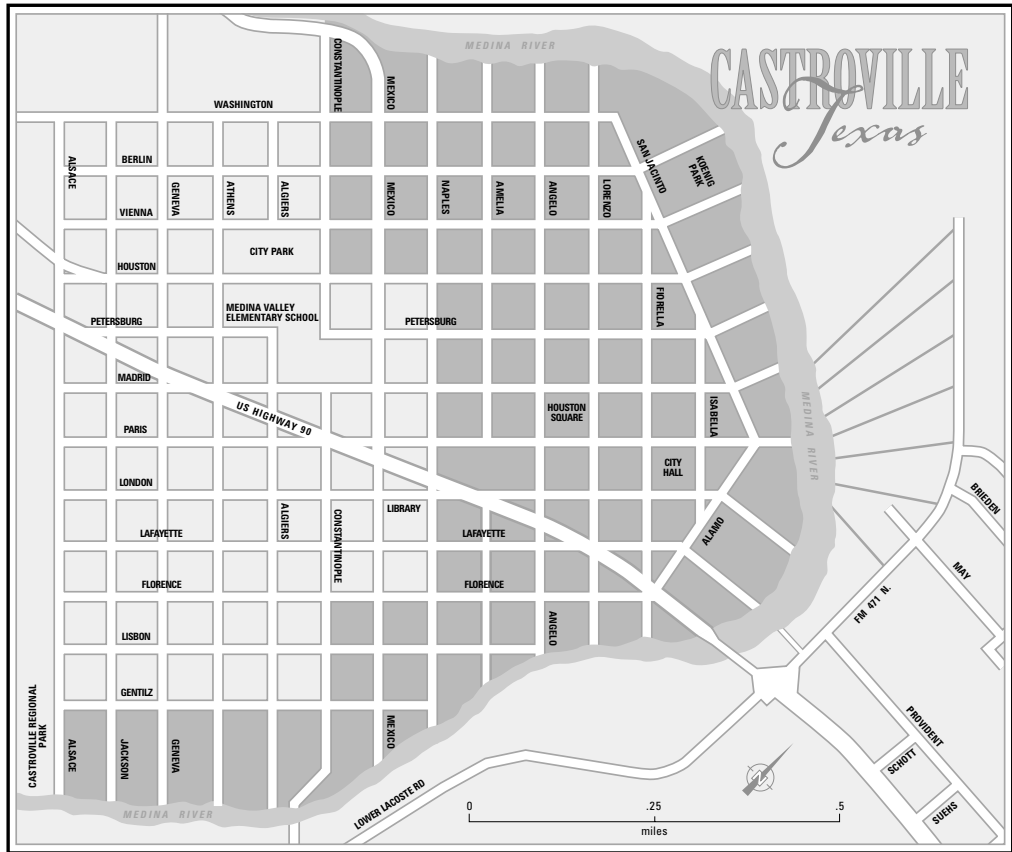 MEDINA RIVER
CASTROVILLE
Texas
CONSTANTINOPLE
MEXICO
WASHINGTON
ALSACE
BERLIN
SAN JACINTO
KOENIG
PARK
GENEVA
ATHENS
ALGIERS
MEXICO
NAPLES
AMELIA
ANGELO
LORENZO
VIENNA
CITY PARK
HOUSTON
MEDINA VALLEY
ELEMENTARY SCHOOL
FIORELLA
PETERSBURG
PETERSBURG
MADRID
US HIGHWAY 90
HOUSTON
SQUARE
ISABELLA
MEDINA RIVER
PARIS
CITY
HALL
LONDON
BRIEDEN
ALGIERS
CONSTANTINOPLE
LIBRARY
LAFAYETTE
LAFAYETTE
ALAMO
MAY
FLORENCE
FLORENCE
FM 471 N.
LISBON
ANGELO
GENTILZ
CASTROVILLE REGIONAL
PARK
ALSACE
JACKSON
GENEVA
MEXICO
PROVIDENT
SCHOTT
SUEHS
LOWER LACOSTE RD
N
0 .25 .5
miles
MEDINA RIVER